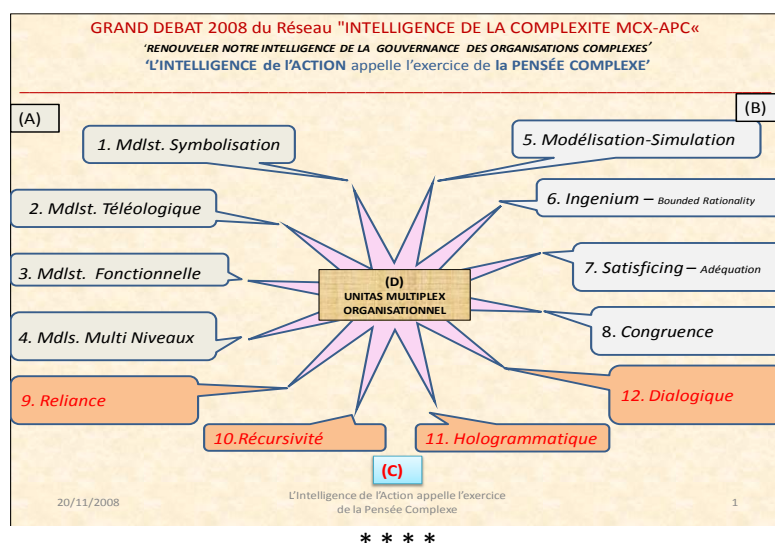 GRAND DEBAT 2008 du Réseau "INTELLIGENCE DE LA COMPLEXITE MCX-APC«
'RENOUVELER NOTRE INTELLIGENCE DE LA GOUVERNANCE DES ORGANISATIONS COMPLEXES'
'L'INTELLIGENCE de l'ACTION appelle l'exercice de la PENSÉE COMPLEXE'
(A)
(B)
1. Mdlst. Symbolisation
5. Modélisation-Simulation
2. Mdlst. Téléologique
6. Ingenium – Bounded Rationality
3. Mdlst. Fonctionnelle
7. Satisficing – Adéquation
(D)
UNITAS MULTIPLEX
ORGANISATIONNEL
4. Mdls. Multi Niveaux
8. Congruence
9. Reliance
12. Dialogique
10.Récursivité
11. Hologrammatique
(C)
20/11/2008
L'Intelligence de l'Action appelle l'exercice
de la Pensée Complexe
1
* * * *